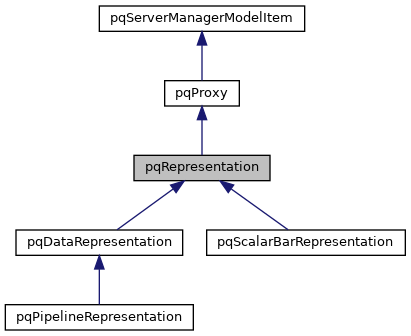 pqServerManagerModelItem
pqProxy
pqRepresentation
pqDataRepresentation
pqScalarBarRepresentation
pqPipelineRepresentation